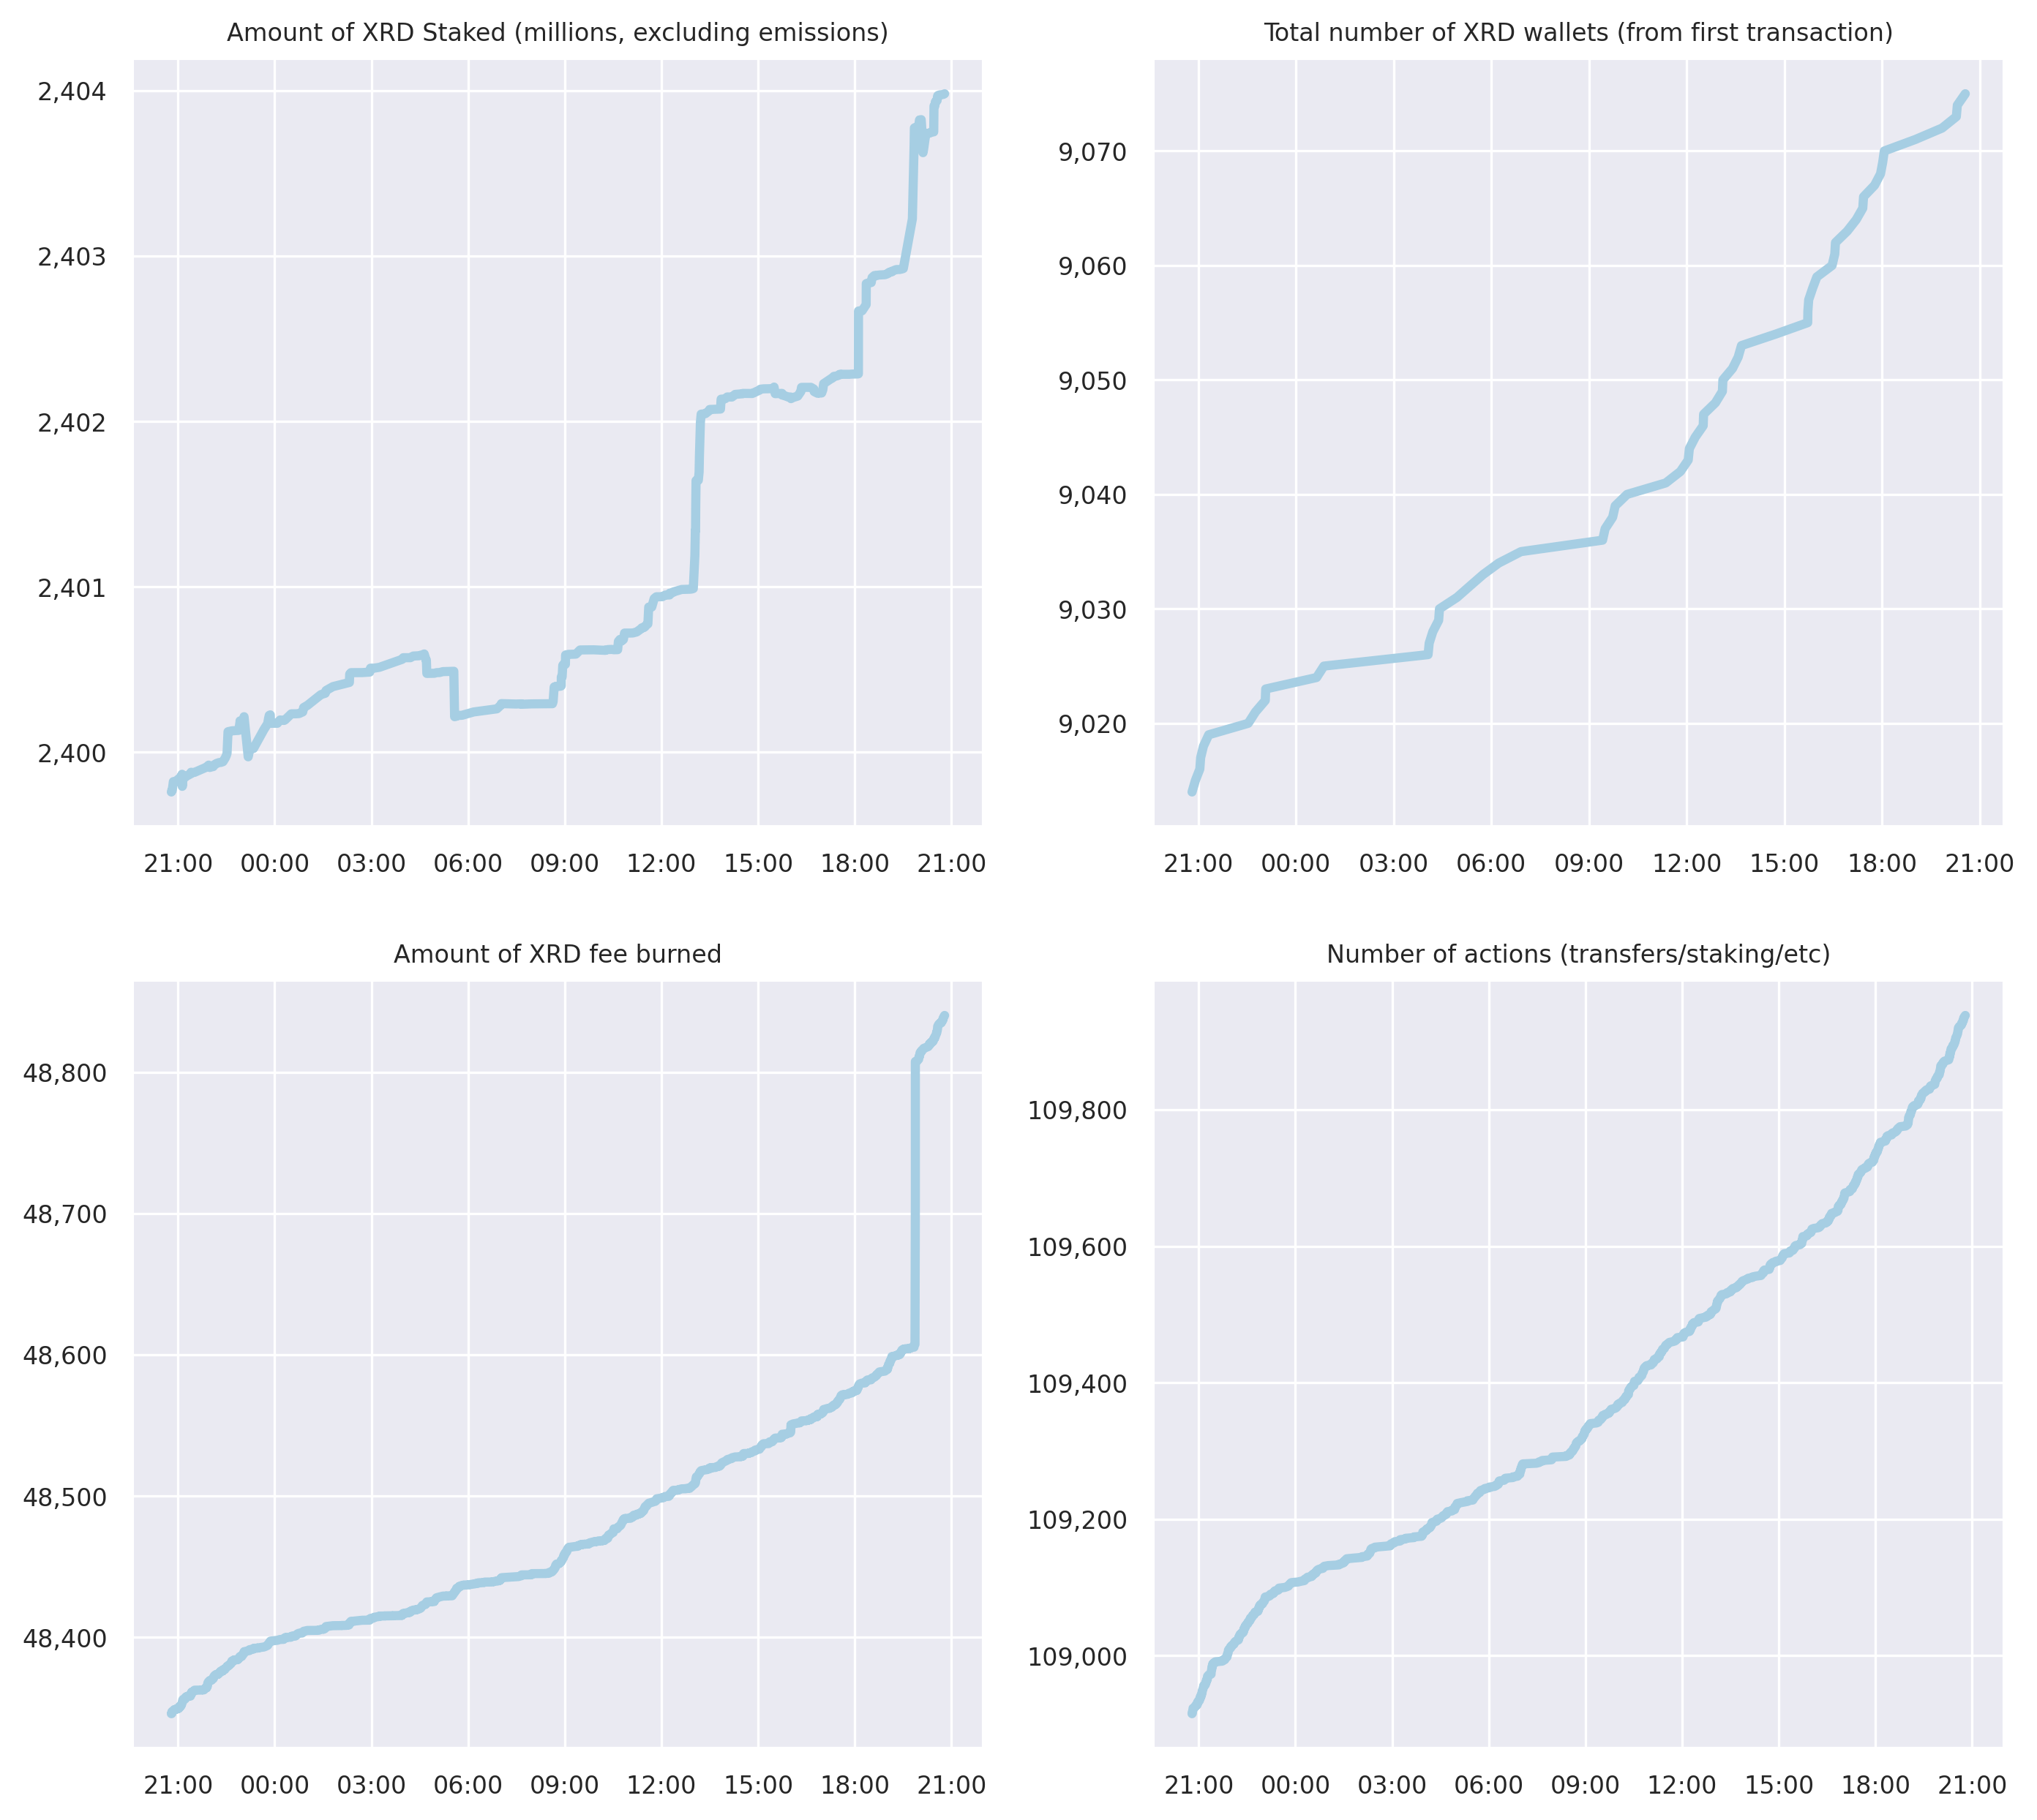 Amount of XRD Staked (millions, excluding emissions)
2,404
2,403
2,402
2,401
2,400
21:00 00:00 03:00 06:00 09:00 12:00 15:00 18:00 21:00
Total number of XRD wallets (from first transaction)
9,070
9,060
9,050
9,040
9,030
9,020
21:00 00:00 03:00 06:00 09:00 12:00 15:00 18:00 21:00
Amount of XRD fee burned
48,800
48,700
48,600
48,500
48,400
21:00 00:00 03:00 06:00 09:00 12:00 15:00 18:00 21:00
Number of actions (transfers/staking/etc)
109,800
109,600
109,400
109,200
109,000
21:00 00:00 03:00 06:00 09:00 12:00 15:00 18:00 21:00